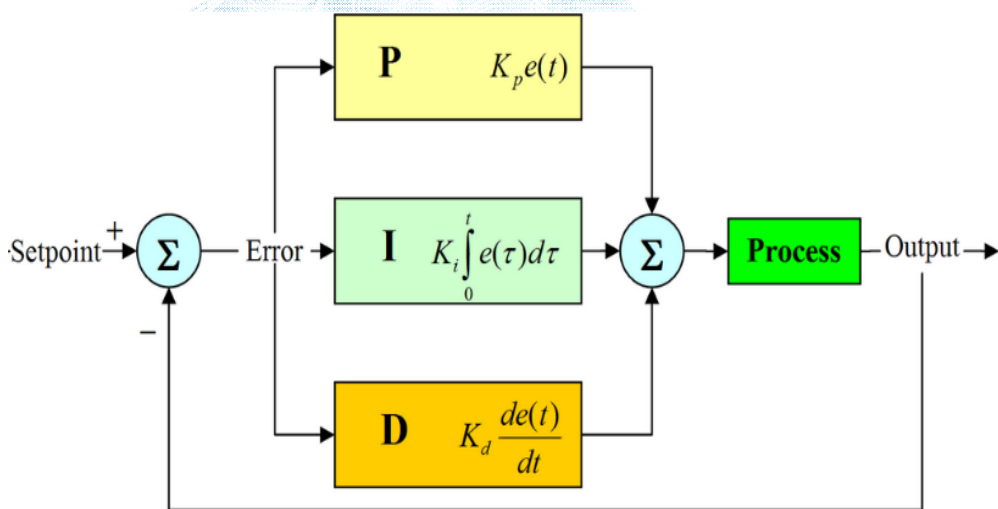 P K_p e(t)
+
Setpoint Σ Error I K_i ∫_0^t e(τ)dτ Σ Process Output
−
D K_d de(t)/dt